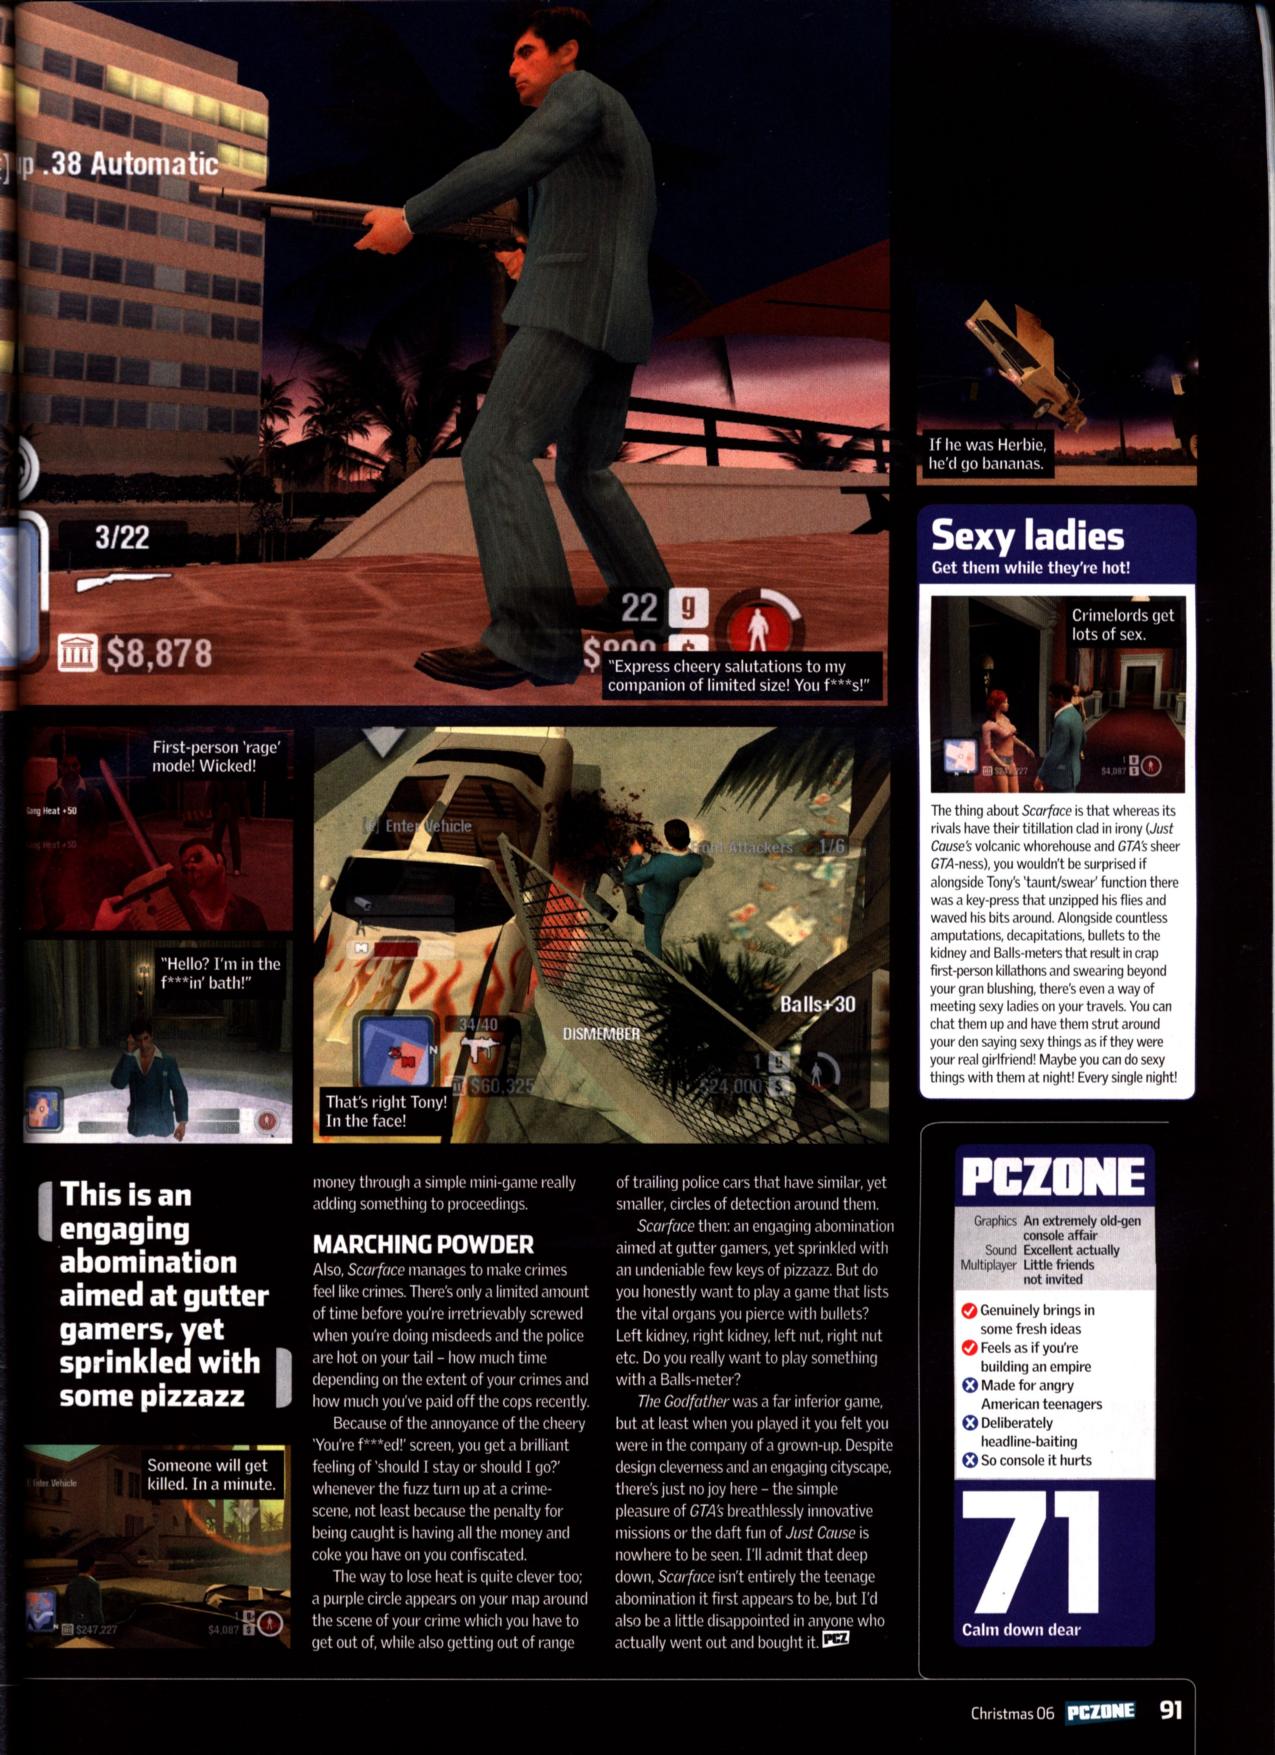 up .38 Automatic
3/22
$8,878
22 g
"Express cheery salutations to my
companion of limited size! You f***s!"
If he was Herbie,
he'd go bananas.
Sexy ladies
Get them while they're hot!
Crimelords get
lots of sex.
$4,087
The thing about Scarface is that whereas its
rivals have their titillation clad in irony (Just
Cause's volcanic whorehouse and GTA's sheer
GTA-ness), you wouldn't be surprised if
alongside Tony's 'taunt/swear' function there
was a key-press that unzipped his flies and
waved his bits around. Alongside countless
amputations, decapitations, bullets to the
kidney and Balls-meters that result in crap
first-person killathons and swearing beyond
your gran blushing, there's even a way of
meeting sexy ladies on your travels. You can
chat them up and have them strut around
your den saying sexy things as if they were
your real girlfriend! Maybe you can do sexy
things with them at night! Every single night!
First-person 'rage'
mode! Wicked!
Gang Heat +50
Gang Heat +50
"Hello? I'm in the
f***in' bath!"
Enter Vehicle
Attackers 1/6
Balls+30
DISMEMBER
34/40
N
$60,325
1
$24,000
That's right Tony!
In the face!
This is an
engaging
abomination
aimed at gutter
gamers, yet
sprinkled with
some pizzazz
Someone will get
killed. In a minute.
Enter Vehicle
$247,227
$4,087
money through a simple mini-game really
adding something to proceedings.
MARCHING POWDER
Also, Scarface manages to make crimes
feel like crimes. There's only a limited amount
of time before you're irretrievably screwed
when you're doing misdeeds and the police
are hot on your tail – how much time
depending on the extent of your crimes and
how much you've paid off the cops recently.
Because of the annoyance of the cheery
'You're f***ed!' screen, you get a brilliant
feeling of 'should I stay or should I go?'
whenever the fuzz turn up at a crime-
scene, not least because the penalty for
being caught is having all the money and
coke you have on you confiscated.
The way to lose heat is quite clever too;
a purple circle appears on your map around
the scene of your crime which you have to
get out of, while also getting out of range
of trailing police cars that have similar, yet
smaller, circles of detection around them.
Scarface then: an engaging abomination
aimed at gutter gamers, yet sprinkled with
an undeniable few keys of pizzazz. But do
you honestly want to play a game that lists
the vital organs you pierce with bullets?
Left kidney, right kidney, left nut, right nut
etc. Do you really want to play something
with a Balls-meter?
The Godfather was a far inferior game,
but at least when you played it you felt you
were in the company of a grown-up. Despite
design cleverness and an engaging cityscape,
there's just no joy here – the simple
pleasure of GTA's breathlessly innovative
missions or the daft fun of Just Cause is
nowhere to be seen. I'll admit that deep
down, Scarface isn't entirely the teenage
abomination it first appears to be, but I'd
also be a little disappointed in anyone who
actually went out and bought it. PCZ
PCZONE
Graphics An extremely old-gen
console affair
Sound Excellent actually
Multiplayer Little friends
not invited
Genuinely brings in
some fresh ideas
Feels as if you're
building an empire
Made for angry
American teenagers
Deliberately
headline-baiting
So console it hurts
71
Calm down dear
Christmas 06 PCZONE 91